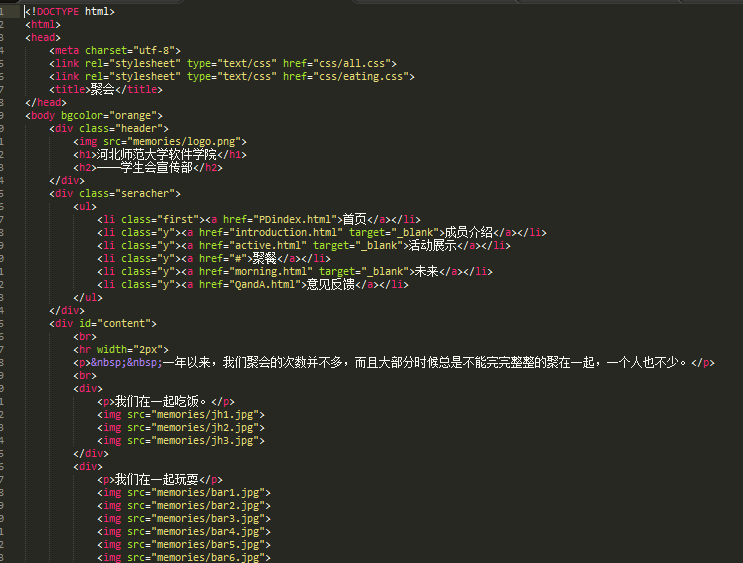 1 <!DOCTYPE html>
2 <html>
3 <head>
4 <meta charset="utf-8">
5 <link rel="stylesheet" type="text/css" href="css/all.css">
6 <link rel="stylesheet" type="text/css" href="css/eating.css">
7 <title>聚会</title>
8 </head>
9 <body bgcolor="orange">
0 <div class="header">
1 <img src="memories/logo.png">
2 <h1>河北师范大学软件学院</h1>
3 <h2>——学生会宣传部</h2>
4 </div>
5 <div class="seracher">
6 <ul>
7 <li class="first"><a href="PDindex.html">首页</a></li>
8 <li class="y"><a href="introduction.html" target="_blank">成员介绍</a></li>
9 <li class="y"><a href="active.html" target="_blank">活动展示</a></li>
0 <li class="y"><a href="#">聚餐</a></li>
1 <li class="y"><a href="morning.html" target="_blank">未来</a></li>
2 <li class="y"><a href="QandA.html">意见反馈</a></li>
3 </ul>
4 </div>
5 <div id="content">
6 <br>
7 <hr width="2px">
8 <p>&nbsp;&nbsp;一年以来，我们聚会的次数并不多，而且大部分时候总是不能完完整整的聚在一起，一个人也不少。</p>
9 <br>
0 <div>
1 <p>我们在一起吃饭。</p>
2 <img src="memories/jh1.jpg">
3 <img src="memories/jh2.jpg">
4 <img src="memories/jh3.jpg">
5 </div>
6 <div>
7 <p>我们在一起玩耍</p>
8 <img src="memories/bar1.jpg">
9 <img src="memories/bar2.jpg">
0 <img src="memories/bar3.jpg">
1 <img src="memories/bar4.jpg">
2 <img src="memories/bar5.jpg">
3 <img src="memories/bar6.jpg">